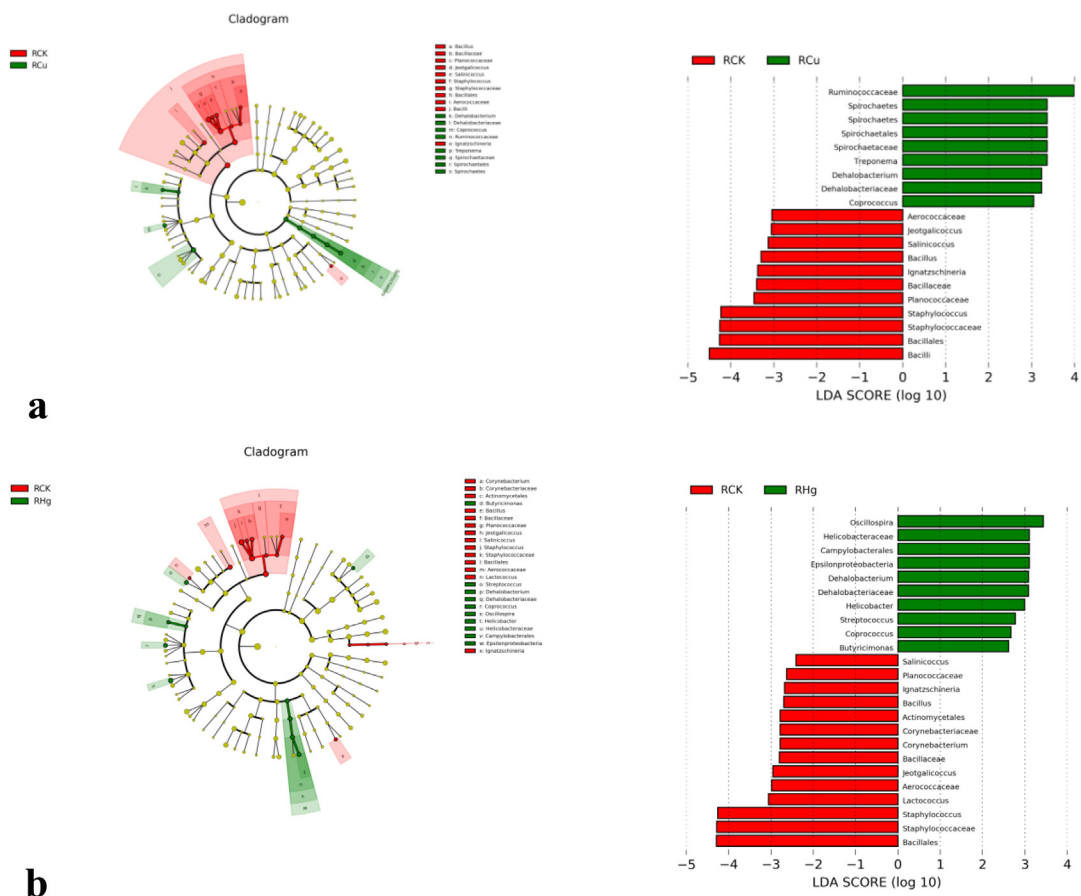 Cladogram
RCK
RCu
a: Bacillus
b: Bacillaceae
c: Planococcaceae
d: Jeotgalicoccus
e: Salinicoccus
f: Staphylococcus
g: Staphylococcaceae
h: Bacillales
i: Aerococcaceae
j: Bacilli
k: Dehalobacterium
l: Dehalobacteriaceae
m: Coprococcus
n: Ruminococcaceae
o: Ignatzschineria
p: Treponema
q: Spirochaetaceae
r: Spirochaetales
s: Spirochaetes
RCK RCu
Ruminococcaceae
Spirochaetes
Spirochaetes
Spirochaetales
Spirochaetaceae
Treponema
Dehalobacterium
Dehalobacteriaceae
Coprococcus
Aerococcaceae
Jeotgalicoccus
Salinicoccus
Bacillus
Ignatzschineria
Bacillaceae
Planococcaceae
Staphylococcus
Staphylococcaceae
Bacillales
Bacilli
−5 −4 −3 −2 −1 0 1 2 3 4
LDA SCORE (log 10)
a
Cladogram
RCK
RHg
a: Corynebacterium
b: Corynebacteriaceae
c: Actinomycetales
d: Butyricimonas
e: Bacillus
f: Bacillaceae
g: Planococcaceae
h: Jeotgalicoccus
i: Salinicoccus
j: Staphylococcus
k: Staphylococcaceae
l: Bacillales
m: Aerococcaceae
n: Lactococcus
o: Streptococcus
p: Dehalobacterium
q: Dehalobacteriaceae
r: Coprococcus
s: Oscillospira
t: Helicobacter
u: Helicobacteraceae
v: Campylobacterales
w: Epsilonproteobacteria
x: Ignatzschineria
RCK RHg
Oscillospira
Helicobacteraceae
Campylobacterales
Epsilonproteobacteria
Dehalobacterium
Dehalobacteriaceae
Helicobacter
Streptococcus
Coprococcus
Butyricimonas
Salinicoccus
Planococcaceae
Ignatzschineria
Bacillus
Actinomycetales
Corynebacteriaceae
Corynebacterium
Bacillaceae
Jeotgalicoccus
Aerococcaceae
Lactococcus
Staphylococcus
Staphylococcaceae
Bacillales
−5 −4 −3 −2 −1 0 1 2 3 4
LDA SCORE (log 10)
b